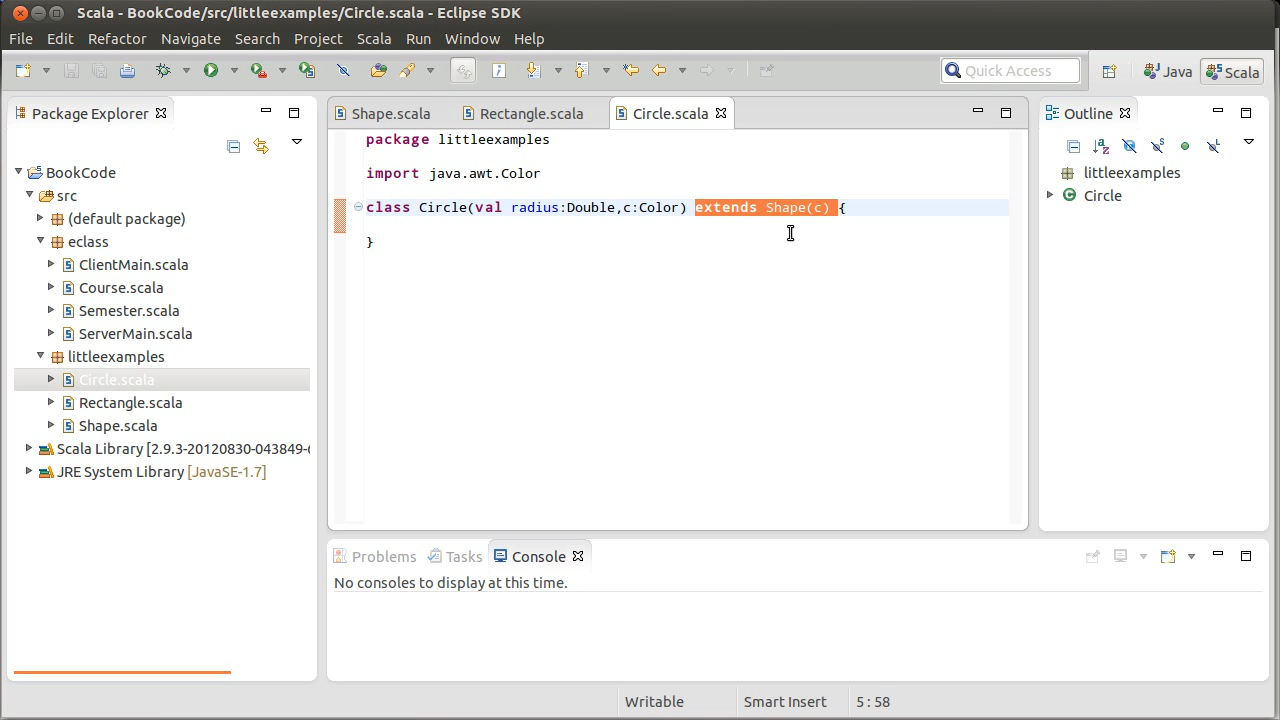 Scala - BookCode/src/littleexamples/Circle.scala - Eclipse SDK
File Edit Refactor Navigate Search Project Scala Run Window Help
Quick Access
Java
Scala
Package Explorer
BookCode
src
(default package)
eclass
ClientMain.scala
Course.scala
Semester.scala
ServerMain.scala
littleexamples
Circle.scala
Rectangle.scala
Shape.scala
Scala Library [2.9.3-20120830-043849-
JRE System Library [JavaSE-1.7]
Shape.scala Rectangle.scala Circle.scala
package littleexamples
import java.awt.Color
class Circle(val radius:Double,c:Color) extends Shape(c) {
}
Outline
littleexamples
Circle
Problems Tasks Console
No consoles to display at this time.
Writable Smart Insert 5 : 58